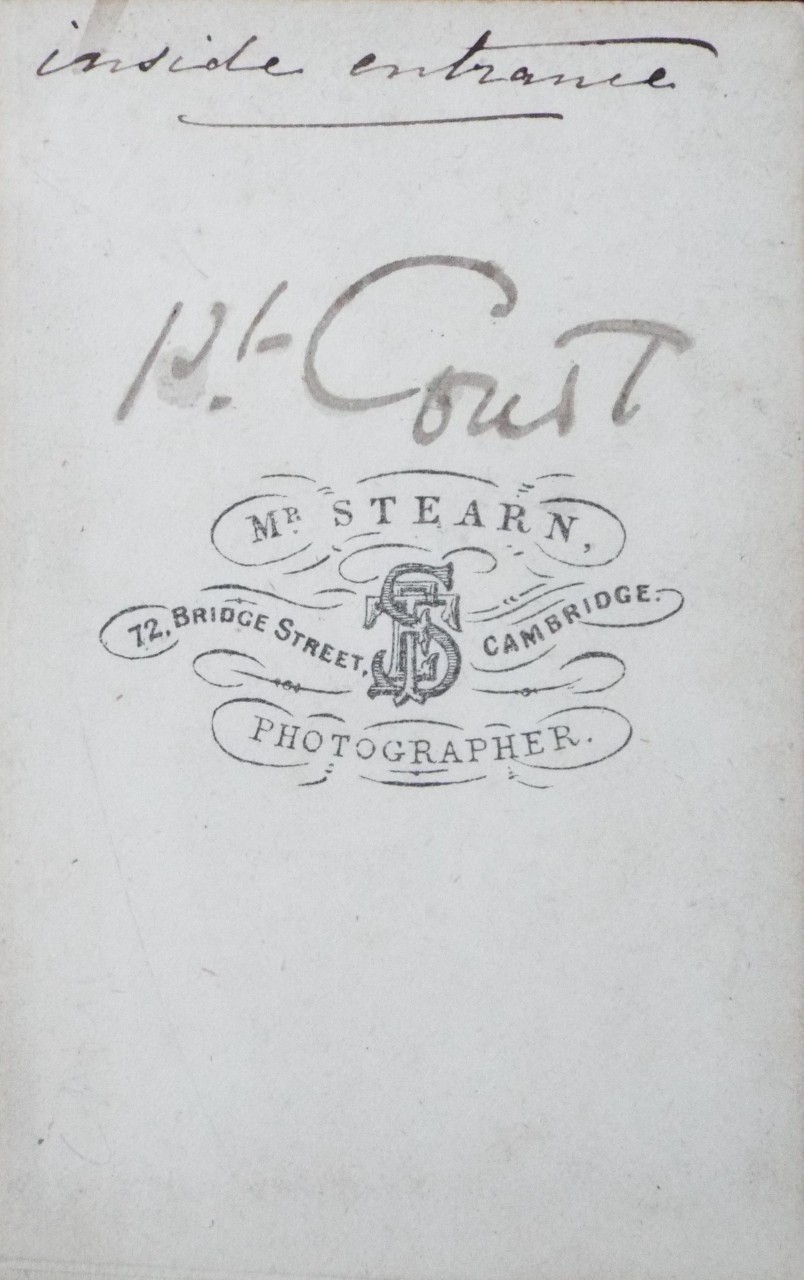 inside entrance
1st Court
MR STEARN,
72, BRIDGE STREET, CAMBRIDGE.
PHOTOGRAPHER.